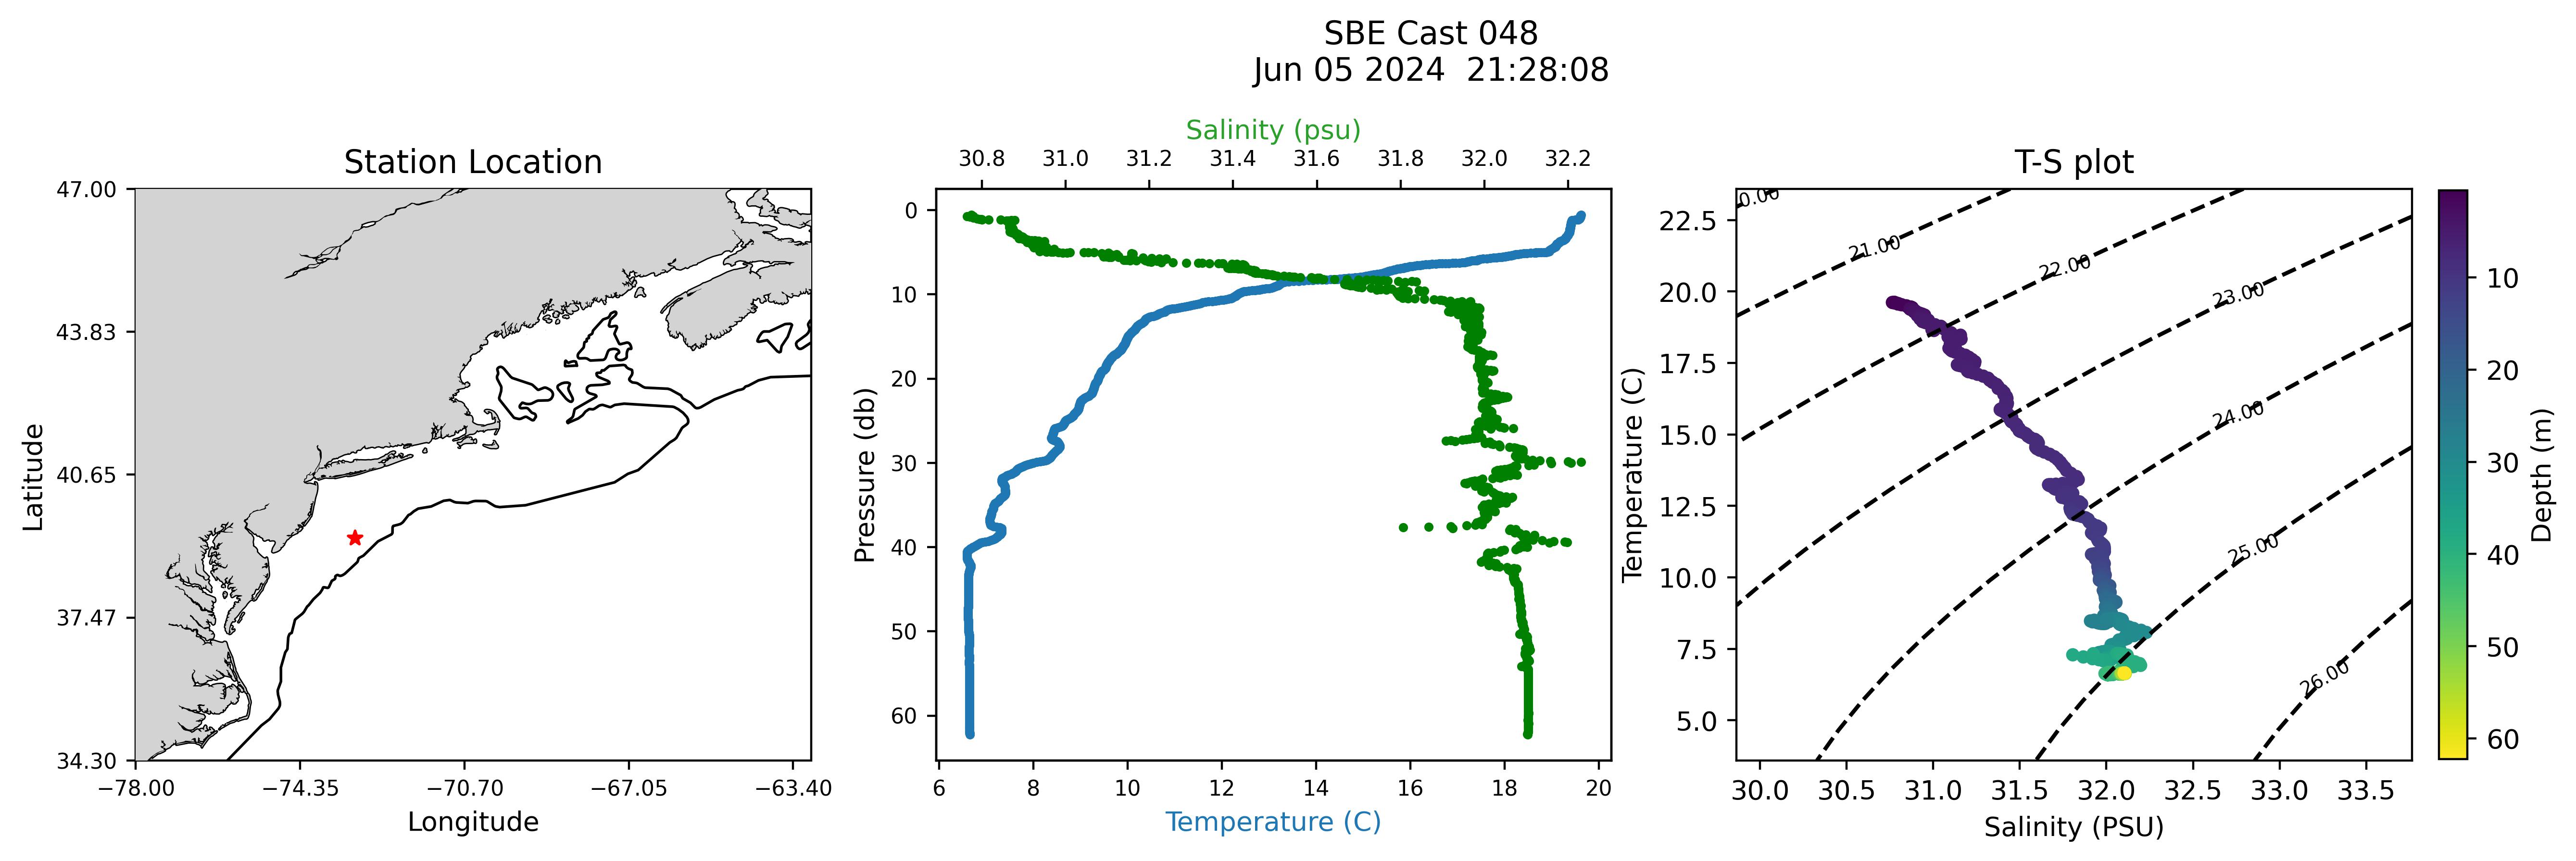 SBE Cast 048
Jun 05 2024  21:28:08
Station Location
47.00
43.83
40.65
37.47
34.30
Latitude
−78.00 −74.35 −70.70 −67.05 −63.40
Longitude
Salinity (psu)
30.8 31.0 31.2 31.4 31.6 31.8 32.0 32.2
0
10
20
30
40
50
60
Pressure (db)
6 8 10 12 14 16 18 20
Temperature (C)
T-S plot
22.5
20.0
17.5
15.0
12.5
10.0
7.5
5.0
Temperature (C)
0.00
21.00
22.00
23.00
24.00
25.00
26.00
30.0 30.5 31.0 31.5 32.0 32.5 33.0 33.5
Salinity (PSU)
10
20
30
40
50
60
Depth (m)